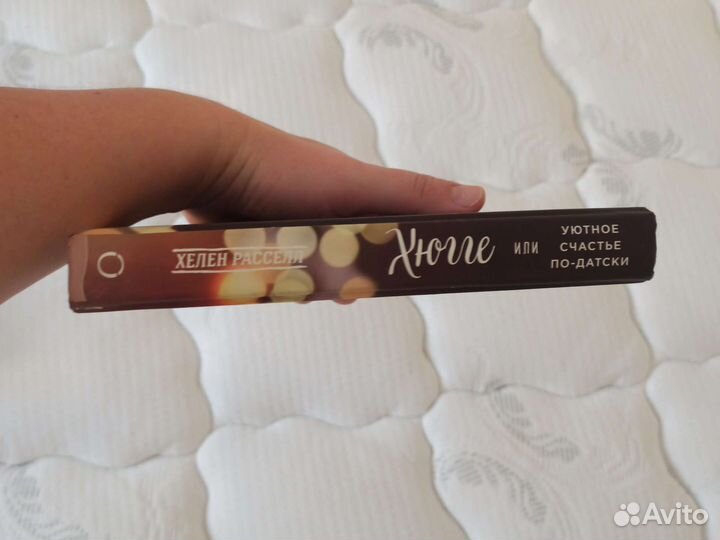 ХЕЛЕН РАССЕЛ
Хюгге
или
УЮТНОЕ
СЧАСТЬЕ
ПО-ДАТСКИ
Avito